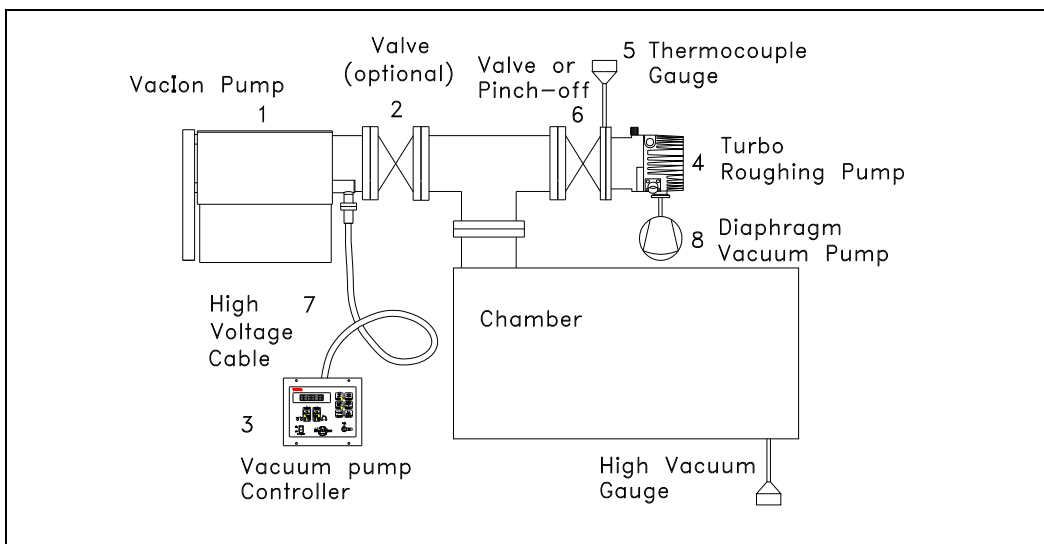 VacIon Pump
1
Valve
(optional)
2
Valve or
Pinch-off
6
5 Thermocouple
Gauge
4 Turbo
Roughing Pump
8 Diaphragm
Vacuum Pump
High 7
Voltage
Cable
Chamber
3
Vacuum pump
Controller
High Vacuum
Gauge